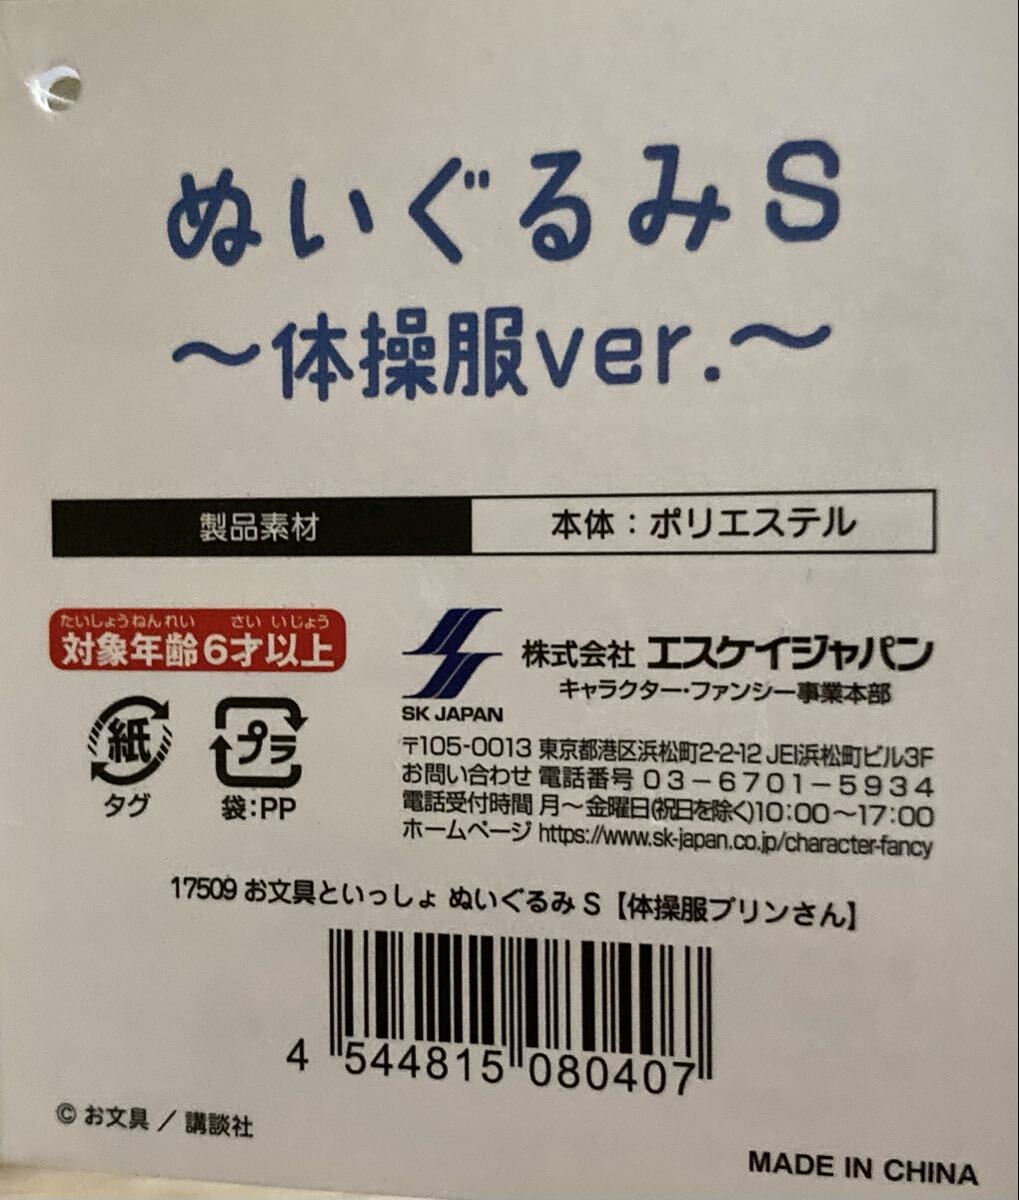 ぬいぐるみS
～体操服ver.～
製品素材 本体：ポリエステル
たいしょうねんれい さい いじょう
対象年齢6才以上
紙
タグ
プラ
袋:PP
SK JAPAN
株式会社 エスケイジャパン
キャラクター・ファンシー事業本部
〒105-0013 東京都港区浜松町2-2-12 JEI浜松町ビル3F
お問い合わせ 電話番号 03－6701－5934
電話受付時間 月～金曜日(祝日を除く)10:00～17:00
ホームページ https://www.sk-japan.co.jp/character-fancy
17509 お文具といっしょ ぬいぐるみS【体操服プリンさん】
4 544815 080407
© お文具 / 講談社
MADE IN CHINA